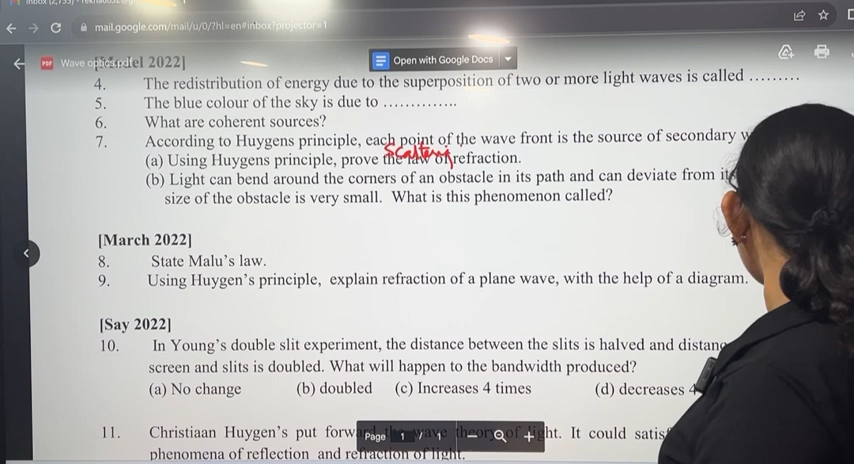 mail.google.com/mail/u/0/?hl=en#inbox?projector=1
PDF Wave optics.pdf el 2022]
Open with Google Docs
4. The redistribution of energy due to the superposition of two or more light waves is called .........
5. The blue colour of the sky is due to ..............
6. What are coherent sources?
7. According to Huygens principle, each point of the wave front is the source of secondary w
scattering
(a) Using Huygens principle, prove the law of refraction.
(b) Light can bend around the corners of an obstacle in its path and can deviate from its
size of the obstacle is very small. What is this phenomenon called?
[March 2022]
8. State Malu's law.
9. Using Huygen's principle, explain refraction of a plane wave, with the help of a diagram.
[Say 2022]
10. In Young's double slit experiment, the distance between the slits is halved and distanc
screen and slits is doubled. What will happen to the bandwidth produced?
(a) No change (b) doubled (c) Increases 4 times (d) decreases 4
11. Christiaan Huygen's put forward the wave theory of light. It could satisf
Page 1 / 7 - +
phenomena of reflection and refraction of light.